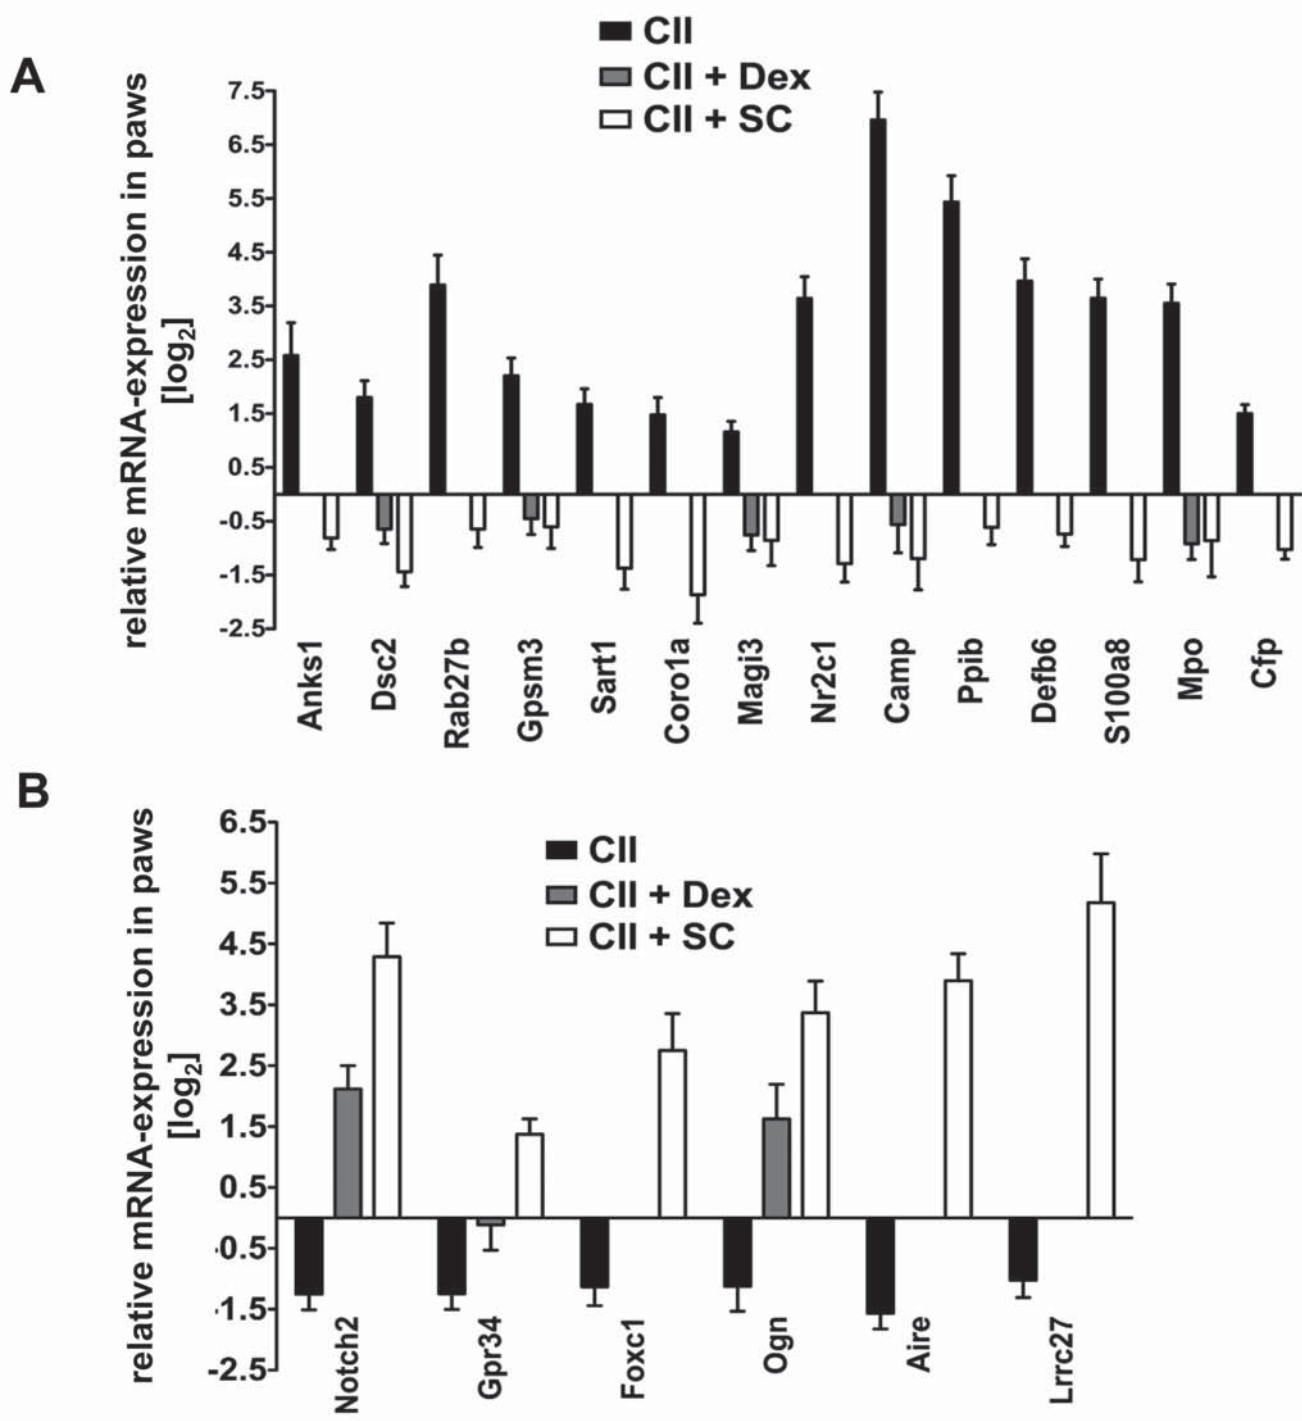 A
CII
CII + Dex
CII + SC
relative mRNA-expression in paws
[log2]
7.5
6.5
5.5
4.5
3.5
2.5
1.5
0.5
-0.5
-1.5
-2.5
Anks1
Dsc2
Rab27b
Gpsm3
Sart1
Coro1a
Magi3
Nr2c1
Camp
Ppib
Defb6
S100a8
Mpo
Cfp
B
CII
CII + Dex
CII + SC
relative mRNA-expression in paws
[log2]
6.5
5.5
4.5
3.5
2.5
1.5
0.5
-0.5
-1.5
-2.5
Notch2
Gpr34
Foxc1
Ogn
Aire
Lrrc27